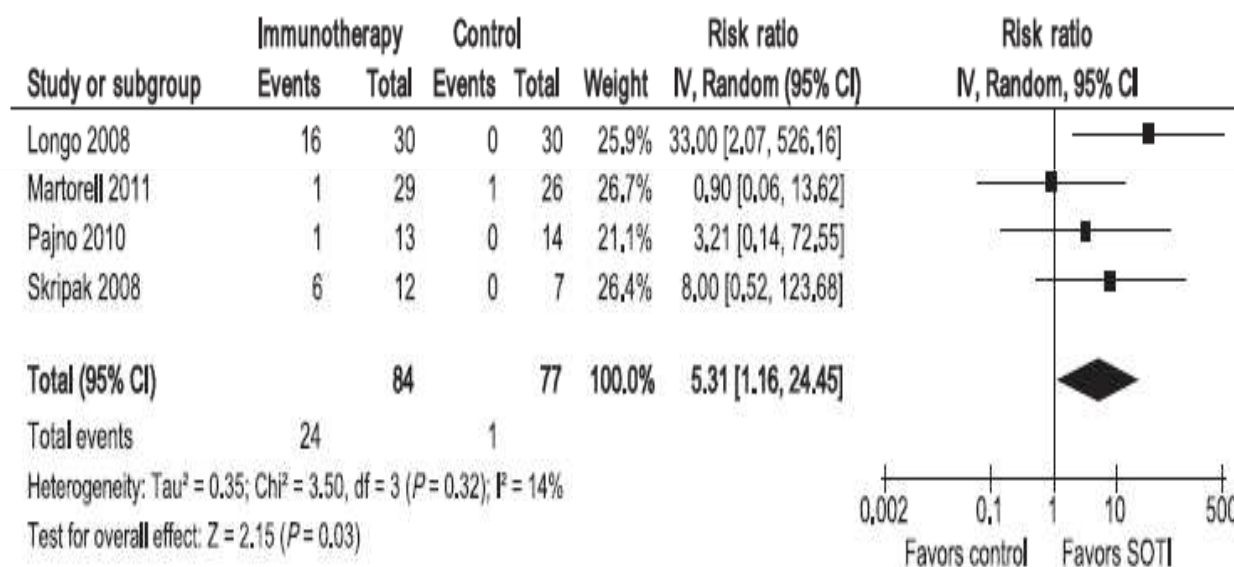 Immunotherapy Control Risk ratio Risk ratio
Study or subgroup Events Total Events Total Weight IV, Random (95% CI) IV, Random, 95% CI
Longo 2008 16 30 0 30 25.9% 33.00 [2.07, 526.16]
Martorell 2011 1 29 1 26 26.7% 0.90 [0.06, 13.62]
Pajno 2010 1 13 0 14 21.1% 3.21 [0.14, 72.55]
Skripak 2008 6 12 0 7 26.4% 8.00 [0.52, 123.68]
Total (95% CI) 84 77 100.0% 5.31 [1.16, 24.45]
Total events 24 1
Heterogeneity: Tau² = 0.35; Chi² = 3.50, df = 3 (P = 0.32); I² = 14%
Test for overall effect: Z = 2.15 (P = 0.03)
0.002 0.1 1 10 500
Favors control Favors SOTI